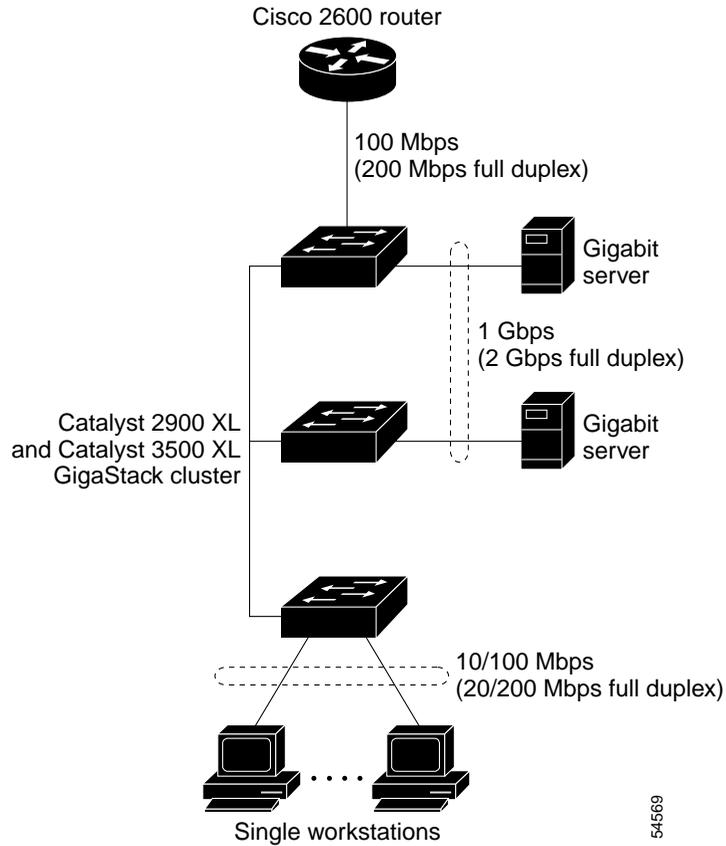 Cisco 2600 router
100 Mbps
(200 Mbps full duplex)
Gigabit
server
1 Gbps
(2 Gbps full duplex)
Catalyst 2900 XL
and Catalyst 3500 XL
GigaStack cluster
Gigabit
server
10/100 Mbps
(20/200 Mbps full duplex)
Single workstations
54569